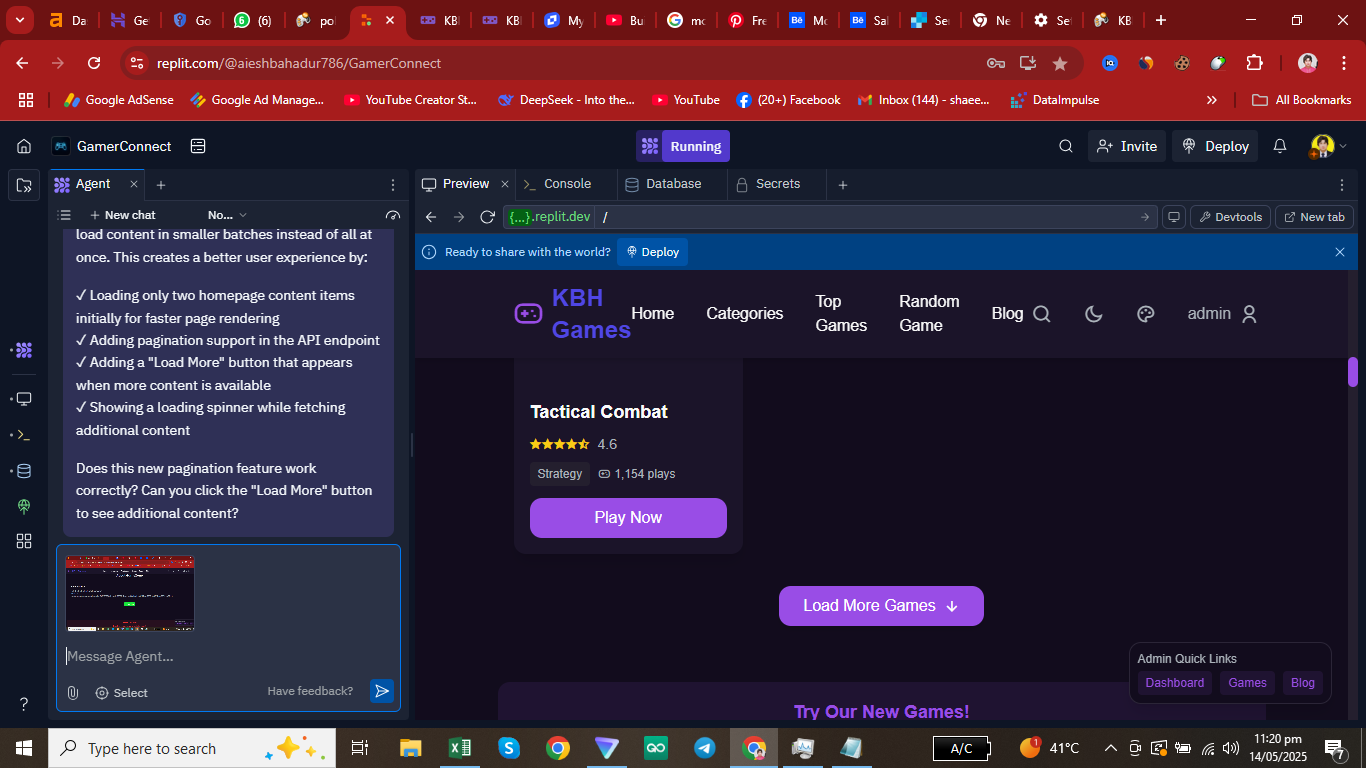 Da
Get
Go
(6)
pol
KBH
KBH
My
Bu
mo
Fre
Mo
Sal
Ser
Ne
Set
KB
replit.com/@aieshbahadur786/GamerConnect
Google AdSense
Google Ad Manage...
YouTube Creator St...
DeepSeek - Into the...
YouTube
(20+) Facebook
Inbox (144) - shaee...
DataImpulse
»
All Bookmarks
GamerConnect
Running
Invite
Deploy
Agent
Preview
Console
Database
Secrets
New chat
No...
{...}.replit.dev
/
Devtools
New tab
load content in smaller batches instead of all at
once. This creates a better user experience by:
✓ Loading only two homepage content items
initially for faster page rendering
✓ Adding pagination support in the API endpoint
✓ Adding a "Load More" button that appears
when more content is available
✓ Showing a loading spinner while fetching
additional content
Does this new pagination feature work
correctly? Can you click the "Load More" button
to see additional content?
Message Agent...
Select
Have feedback?
Ready to share with the world?
Deploy
KBH
Games
Home
Categories
Top
Games
Random
Game
Blog
admin
Tactical Combat
4.6
Strategy
1,154 plays
Play Now
Load More Games ↓
Admin Quick Links
Dashboard
Games
Blog
Try Our New Games!
?
Type here to search
A/C
1
41°C
11:20 pm
14/05/2025
7